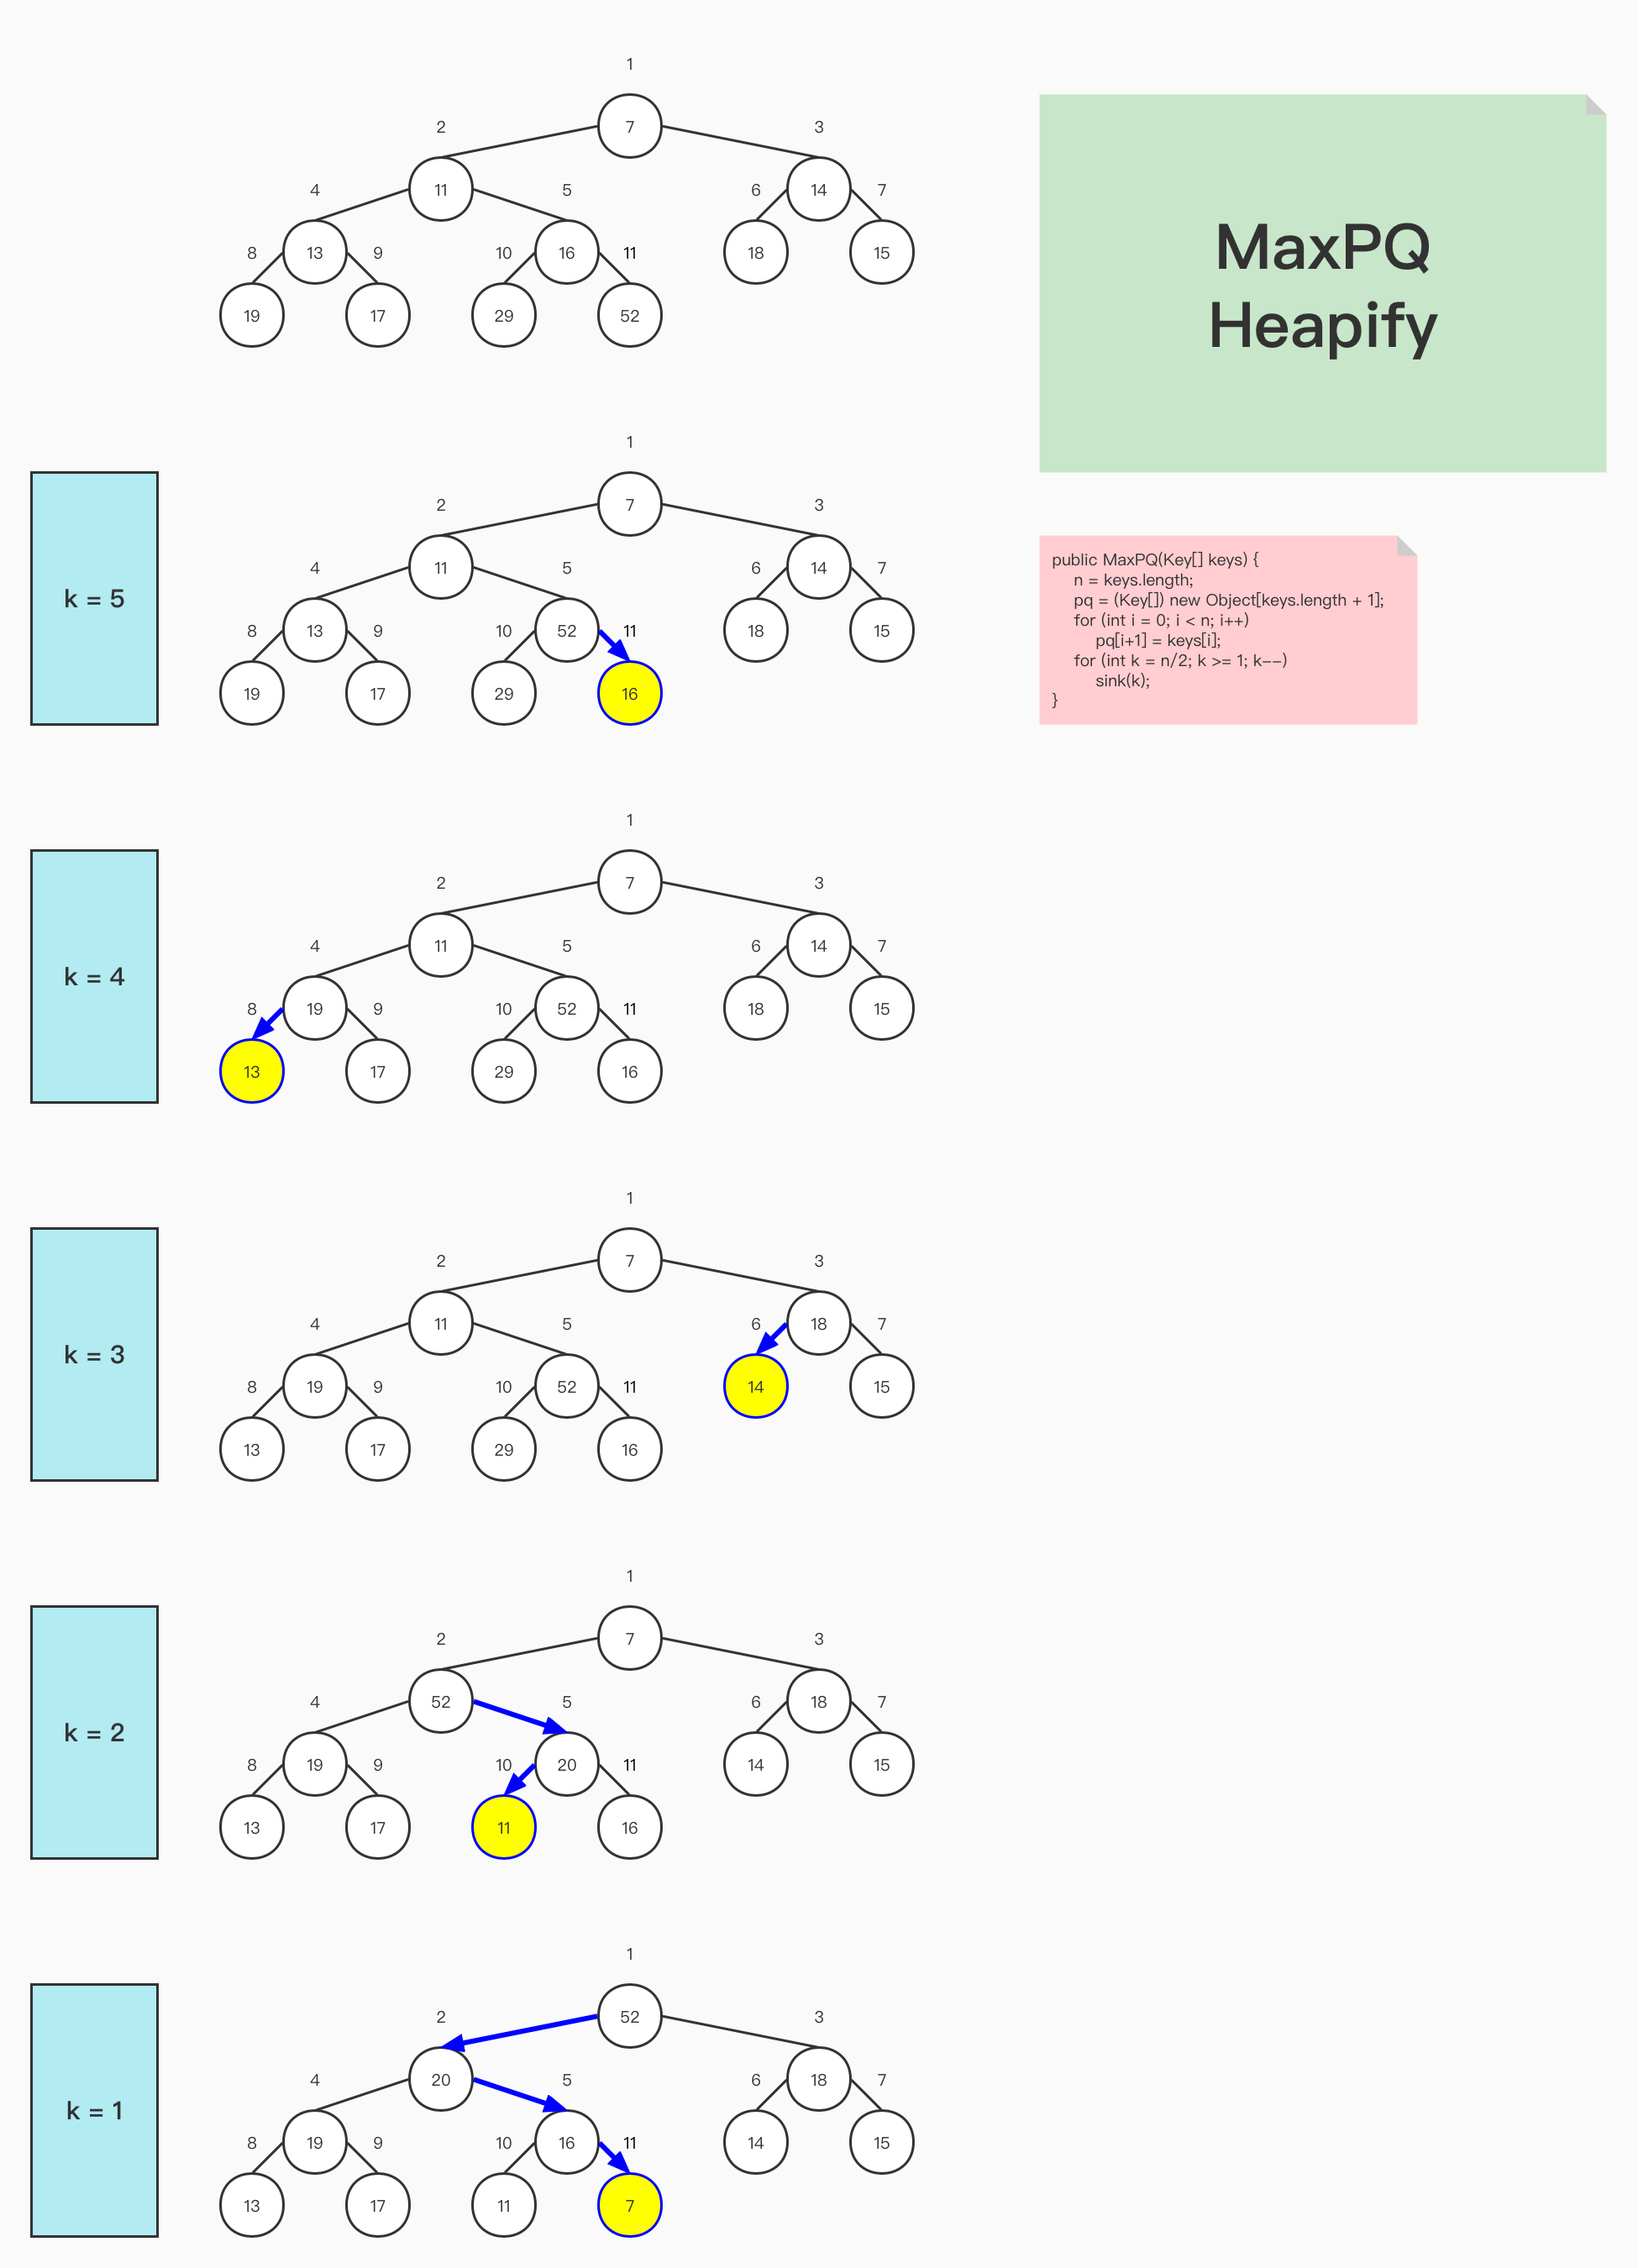 1
2 7 3
4 11 5 6 14 7
8 13 9 10 16 11 18 15
19 17 29 52
MaxPQ
Heapify
k = 5
1
2 7 3
4 11 5 6 14 7
8 13 9 10 52 11 18 15
19 17 29 16
public MaxPQ(Key[] keys) {
n = keys.length;
pq = (Key[]) new Object[keys.length + 1];
for (int i = 0; i < n; i++)
pq[i+1] = keys[i];
for (int k = n/2; k >= 1; k--)
sink(k);
}
k = 4
1
2 7 3
4 11 5 6 14 7
8 19 9 10 52 11 18 15
13 17 29 16
k = 3
1
2 7 3
4 11 5 6 18 7
8 19 9 10 52 11 14 15
13 17 29 16
k = 2
1
2 7 3
4 52 5 6 18 7
8 19 9 10 20 11 14 15
13 17 11 16
k = 1
1
2 52 3
4 20 5 6 18 7
8 19 9 10 16 11 14 15
13 17 11 7